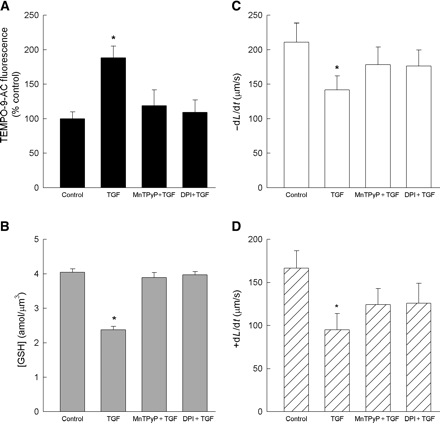 A
TEMPO-9-AC fluorescence
(% control)
250
200
150
100
50
0
*
Control
TGF
MnTPyP+TGF
DPI+TGF
B
[GSH] (amol/μm³)
5
4
3
2
1
0
*
Control
TGF
MnTPyP + TGF
DPI + TGF
C
–dL/dt (μm/s)
250
200
150
100
50
0
*
Control
TGF
MnTPyP + TGF
DPI + TGF
D
+dL/dt (μm/s)
200
150
100
50
0
*
Control
TGF
MnTPyP + TGF
DPI + TGF